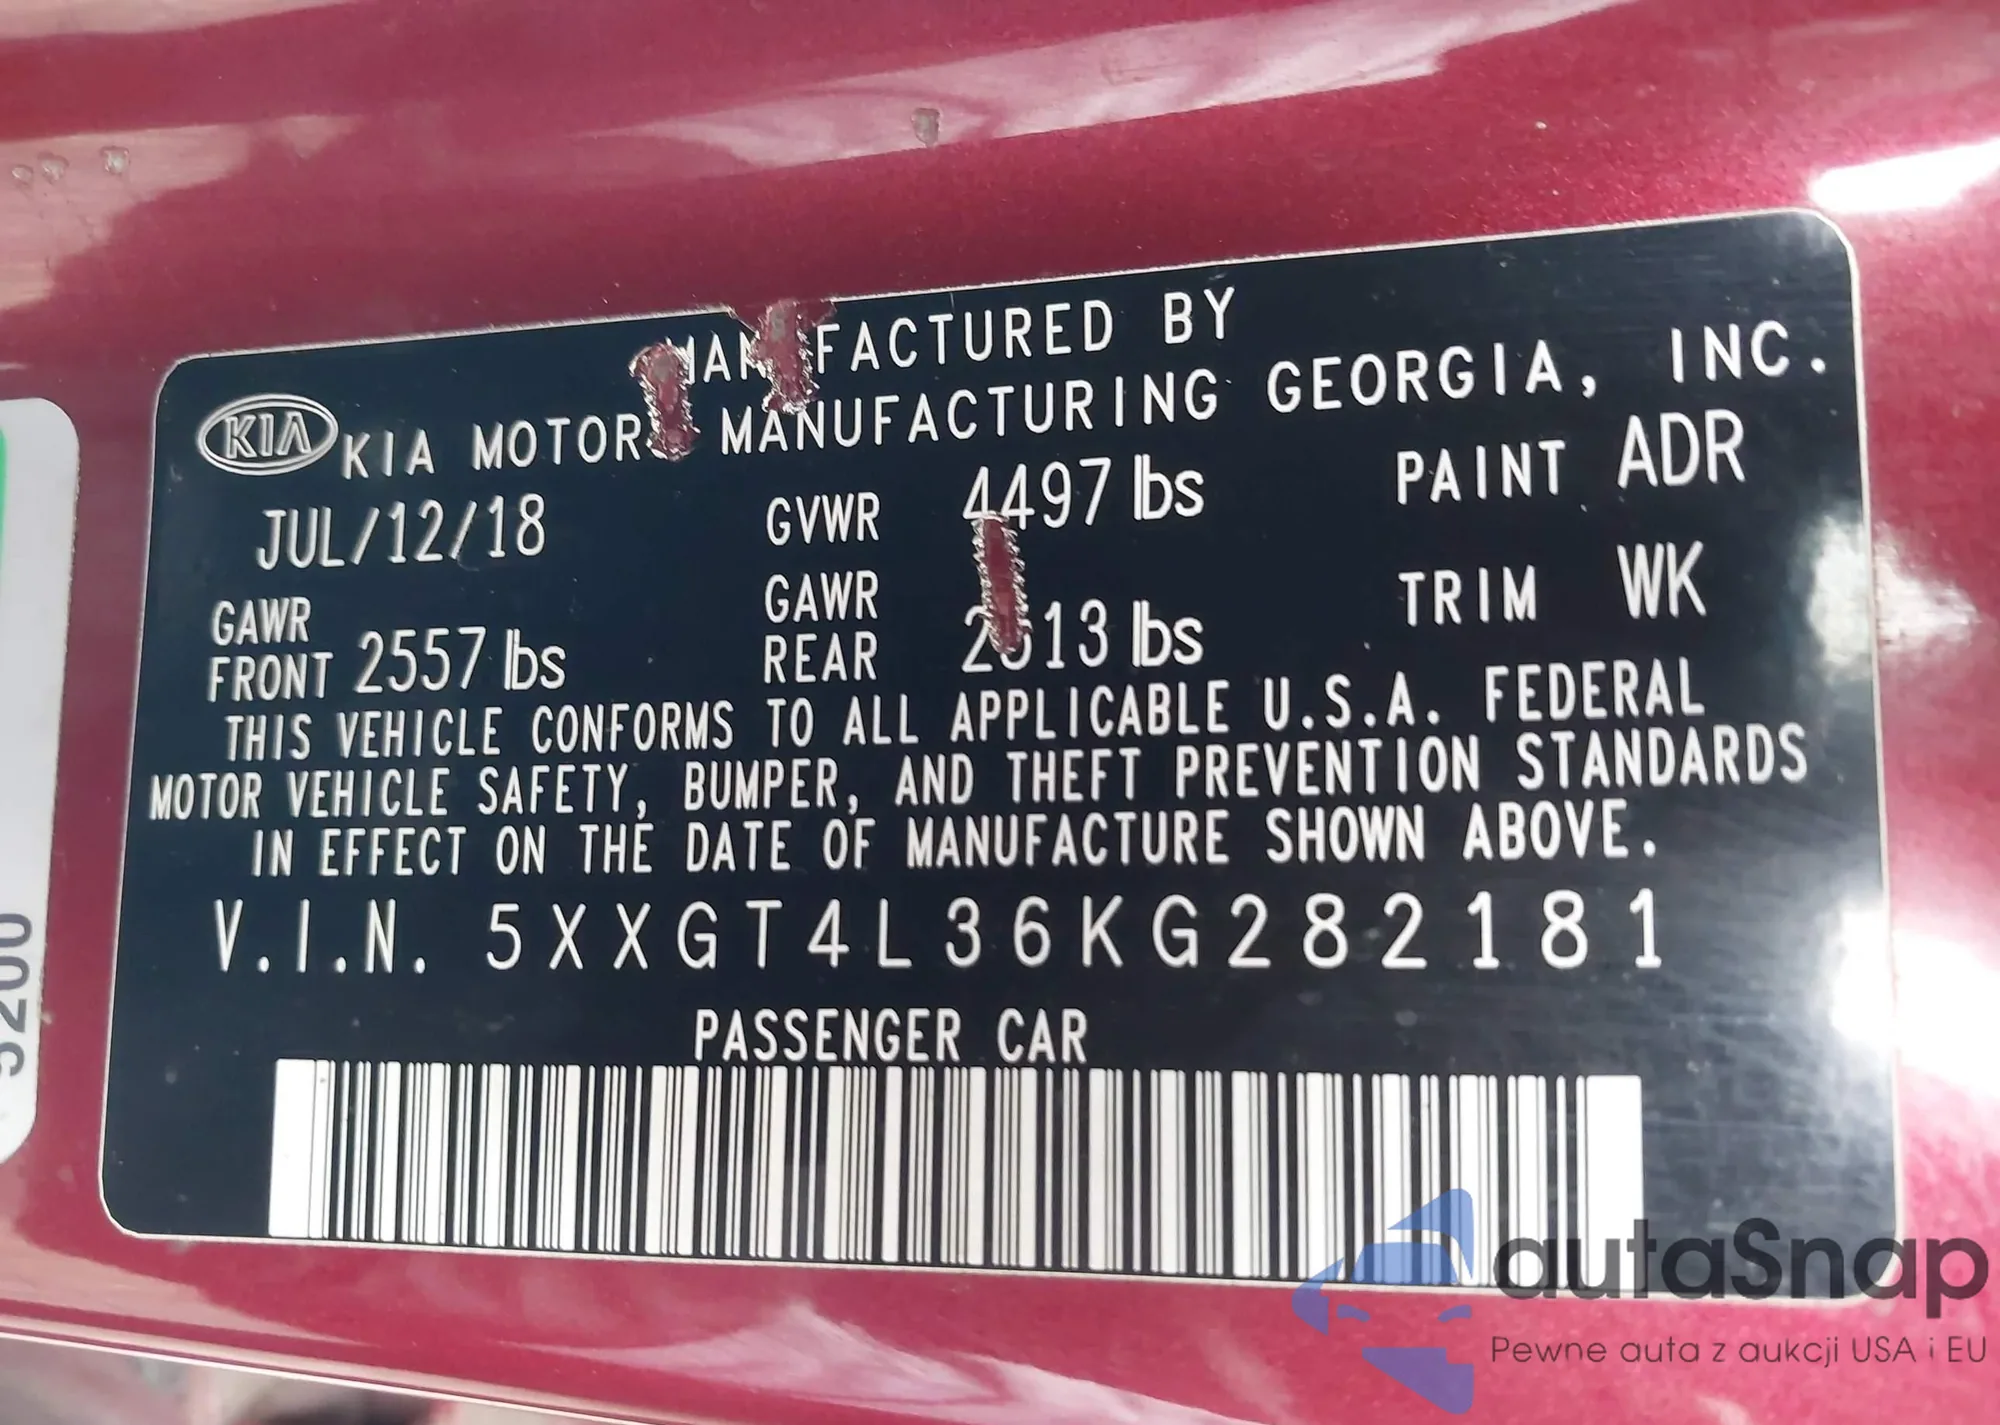 MANUFACTURED BY
KIA KIA MOTORS MANUFACTURING GEORGIA, INC.
JUL/12/18 GVWR 4497 lbs PAINT ADR
GAWR FRONT 2557 lbs GAWR REAR lbs TRIM WK
THIS VEHICLE CONFORMS TO ALL APPLICABLE U.S.A. FEDERAL
MOTOR VEHICLE SAFETY, BUMPER, AND THEFT PREVENTION STANDARDS
IN EFFECT ON THE DATE OF MANUFACTURE SHOWN ABOVE.
V.I.N. 5XXGT4L36KG282181
PASSENGER CAR
5200
autaSnap
Pewne auta z aukcji USA i EU